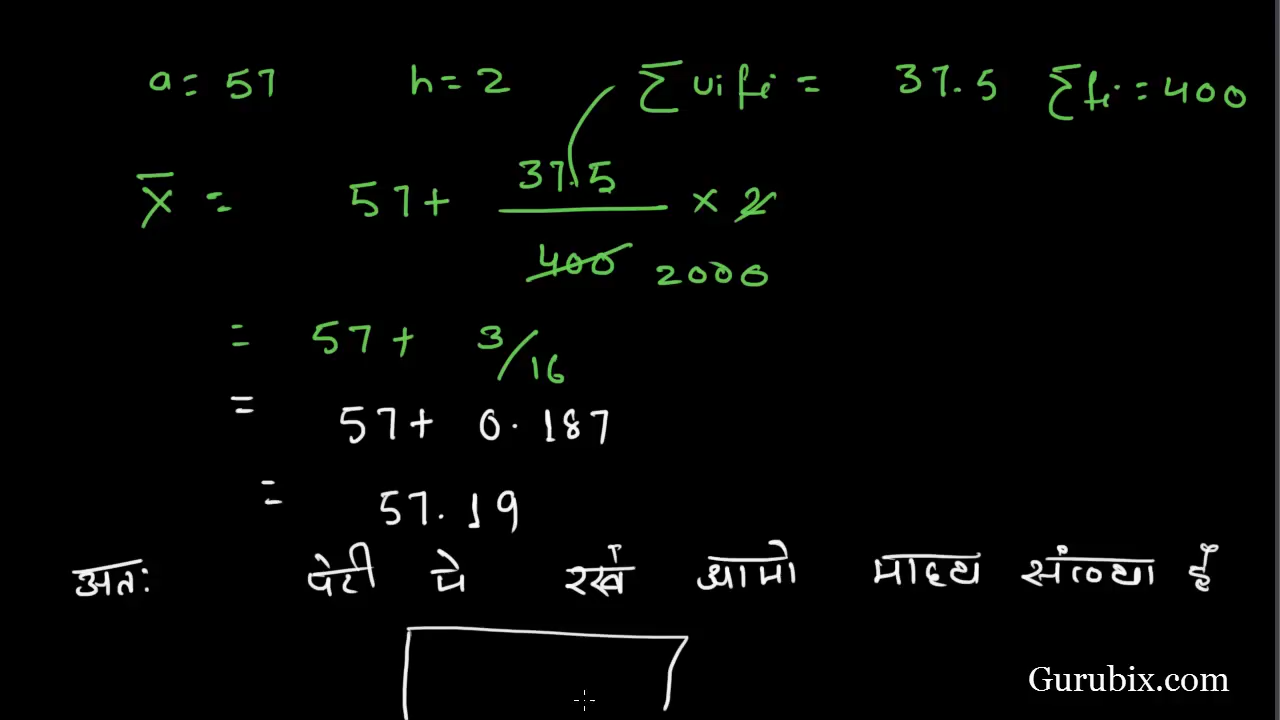 a = 57 h = 2 Σuifi = 37.5 Σfi = 400
x̄ = 57 + 37.5 / 400 2000 × 2
= 57 + 3/16
= 57 + 0.187
= 57.19
अतः पेटी मे रखें आमो माध्य संख्या है
Gurubix.com